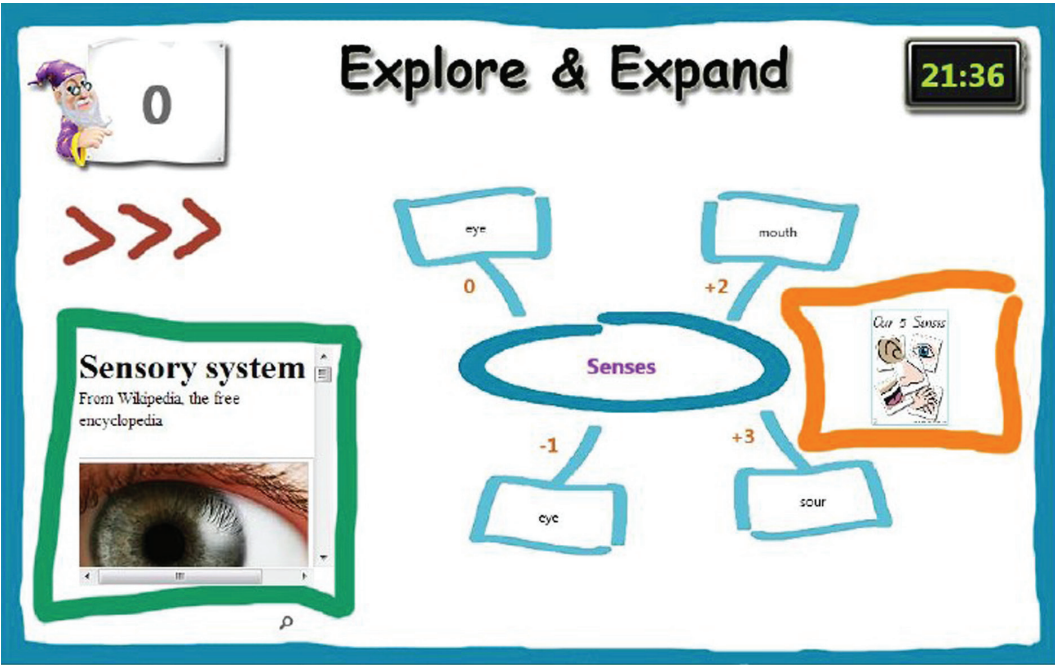 Explore & Expand
0
21:36
eye
mouth
0
+2
Our 5 Senses
Senses
Sensory system
From Wikipedia, the free
encyclopedia
-1
+3
eye
sour